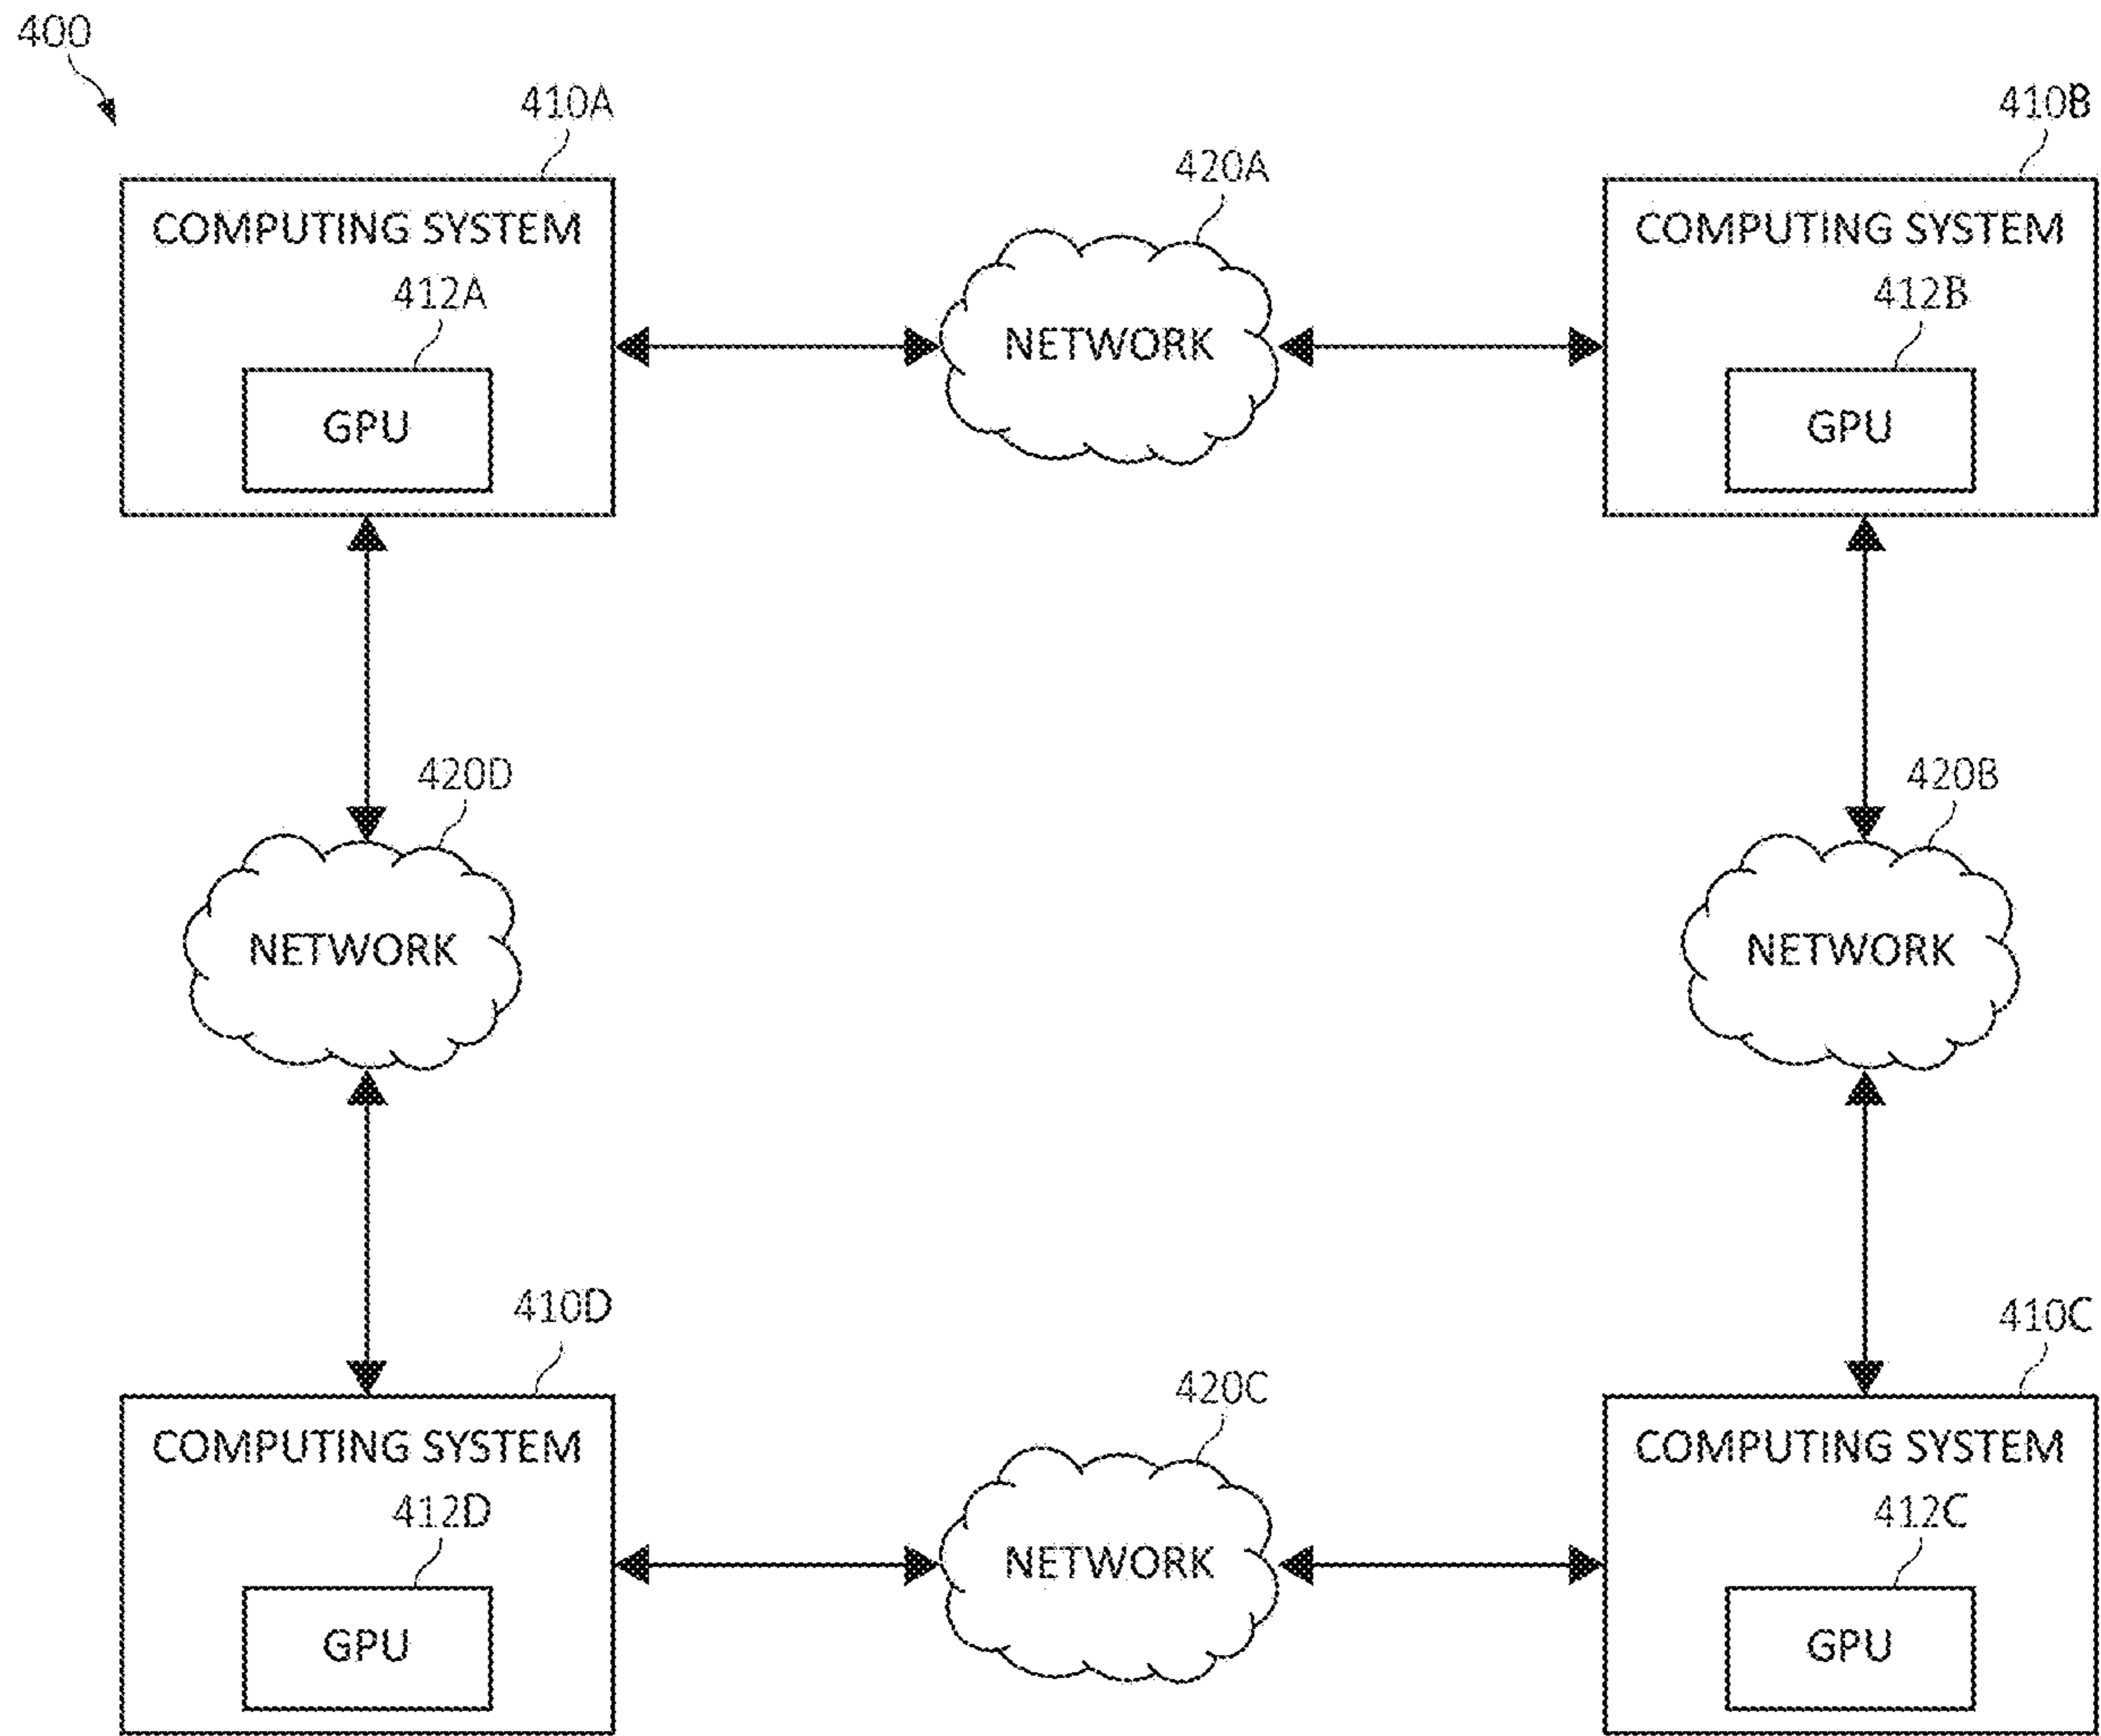 400
410A
410B
420A
COMPUTING SYSTEM
COMPUTING SYSTEM
412A
412B
NETWORK
GPU
GPU
420D
420B
NETWORK
NETWORK
410D
410C
420C
COMPUTING SYSTEM
COMPUTING SYSTEM
412D
412C
NETWORK
GPU
GPU